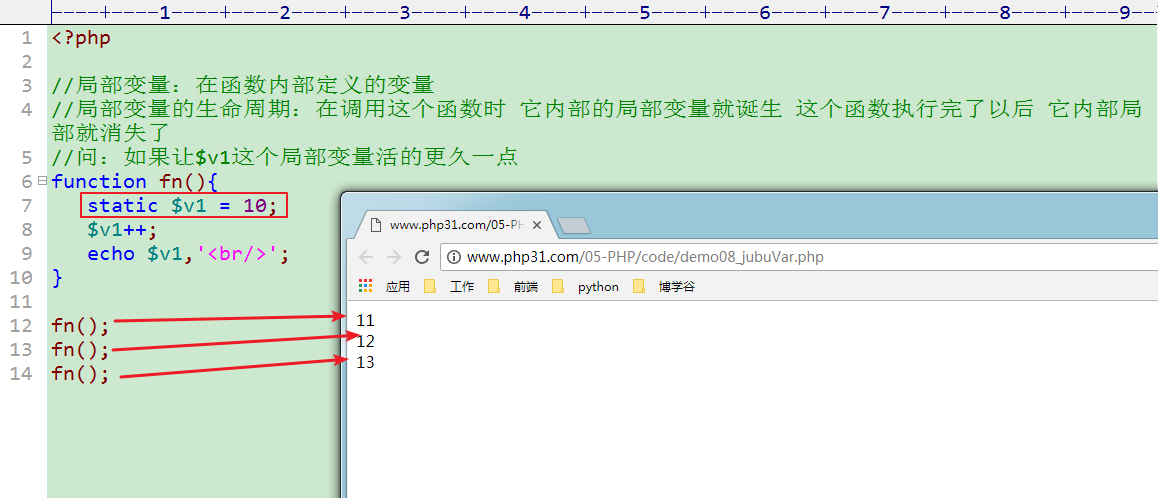 ----+----1----+----2----+----3----+----4----+----5----+----6----+----7----+----8----+----9--
1 <?php
2
3 //局部变量：在函数内部定义的变量
4 //局部变量的生命周期：在调用这个函数时 它内部的局部变量就诞生 这个函数执行完了以后 它内部局
部就消失了
5 //问：如果让$v1这个局部变量活的更久一点
6 function fn(){
7 static $v1 = 10;
8 $v1++;
9 echo $v1,'<br/>';
10 }
11
12 fn();
13 fn();
14 fn();
www.php31.com/05-PH
www.php31.com/05-PHP/code/demo08_jubuVar.php
应用 工作 前端 python 博学谷
11
12
13